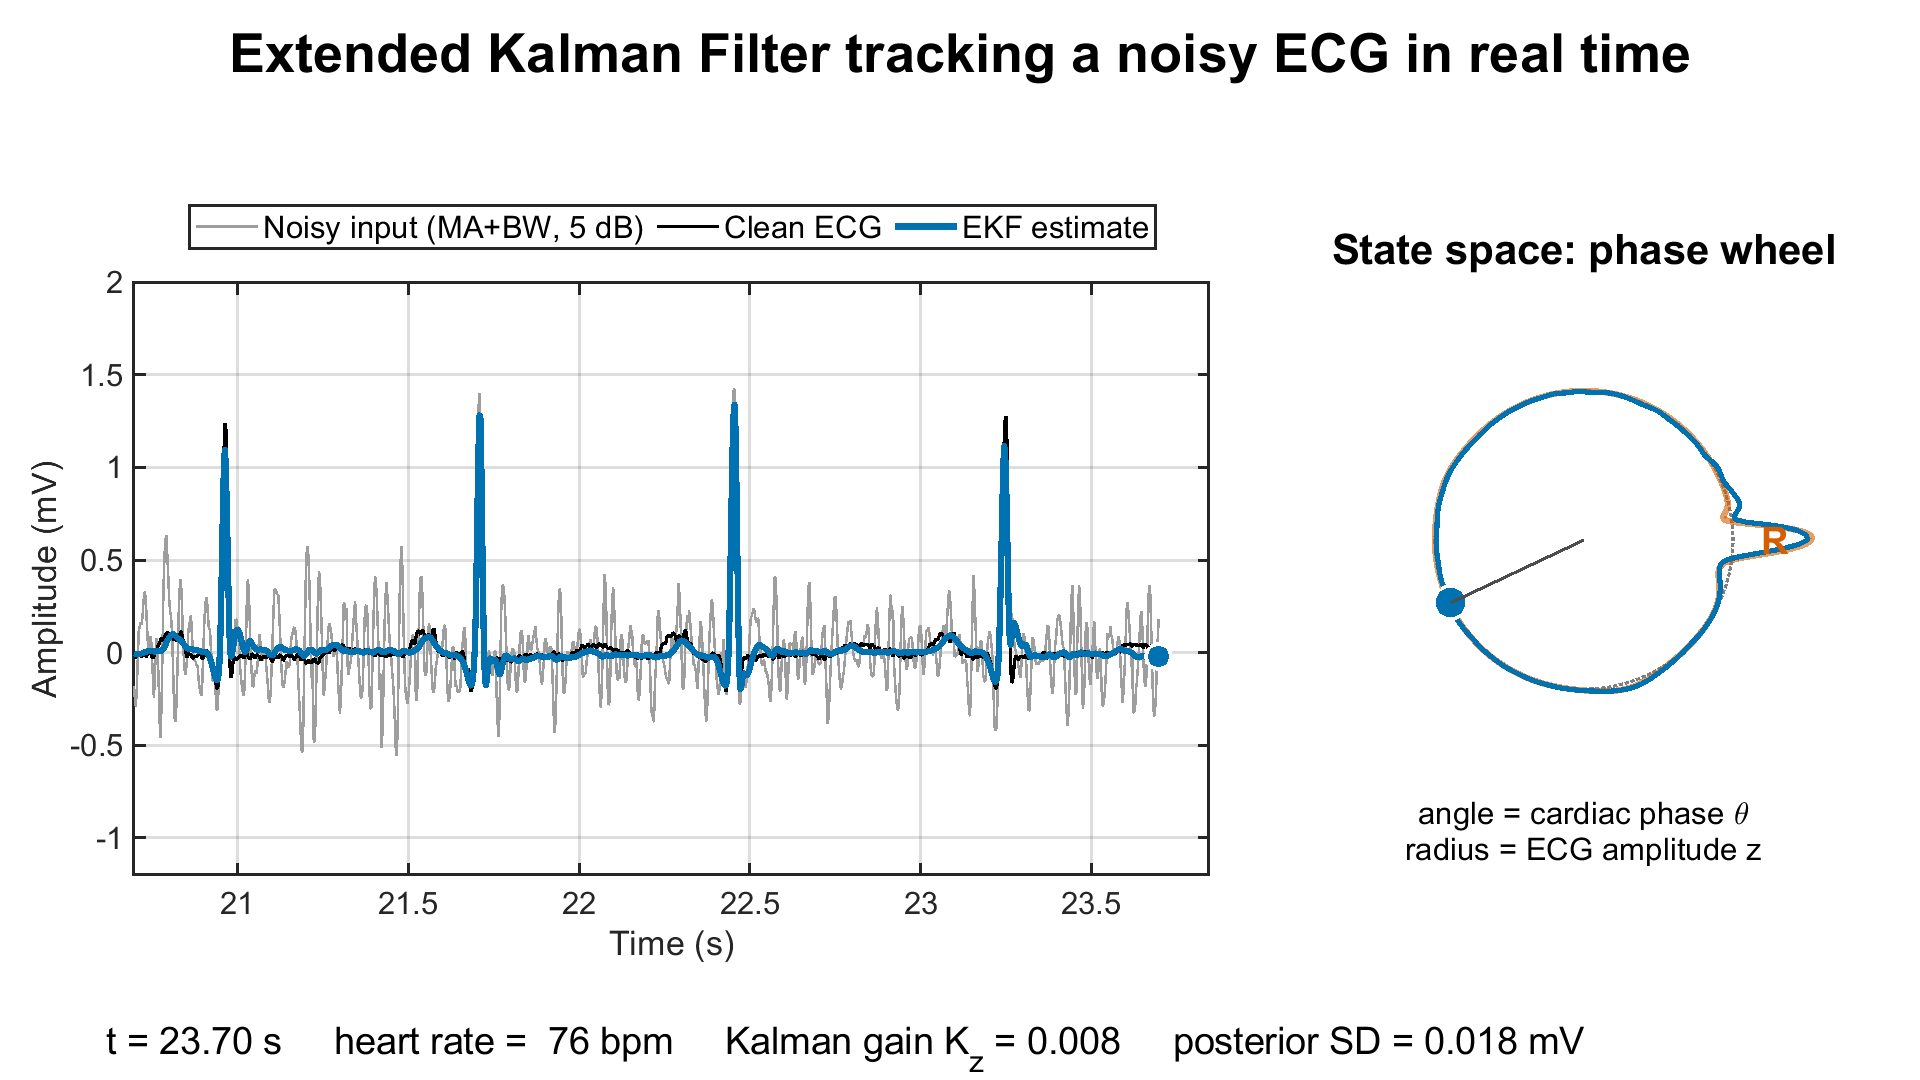 Extended Kalman Filter tracking a noisy ECG in real time
Noisy input (MA+BW, 5 dB) Clean ECG EKF estimate
State space: phase wheel
2
1.5
1
0.5
0
-0.5
-1
Amplitude (mV)
21 21.5 22 22.5 23 23.5
Time (s)
R
angle = cardiac phase θ
radius = ECG amplitude z
t = 23.70 s heart rate = 76 bpm Kalman gain K_z = 0.008 posterior SD = 0.018 mV